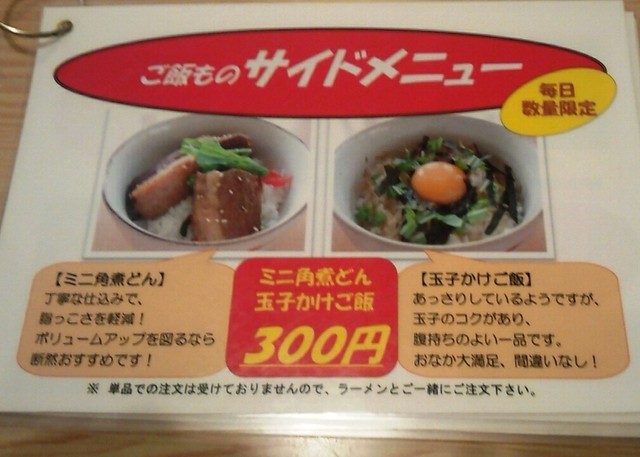 ご飯もの サイドメニュー
毎日
数量限定
【ミニ角煮どん】
丁寧な仕込みで、
脂っこさを軽減！
ボリュームアップを図るなら
断然おすすめです！
ミニ角煮どん
玉子かけご飯
300円
【玉子かけご飯】
あっさりしているようですが、
玉子のコクがあり、
腹持ちのよい一品です。
おなか大満足、間違いなし！
※ 単品での注文は受けておりませんので、ラーメンとご一緒にご注文下さい。